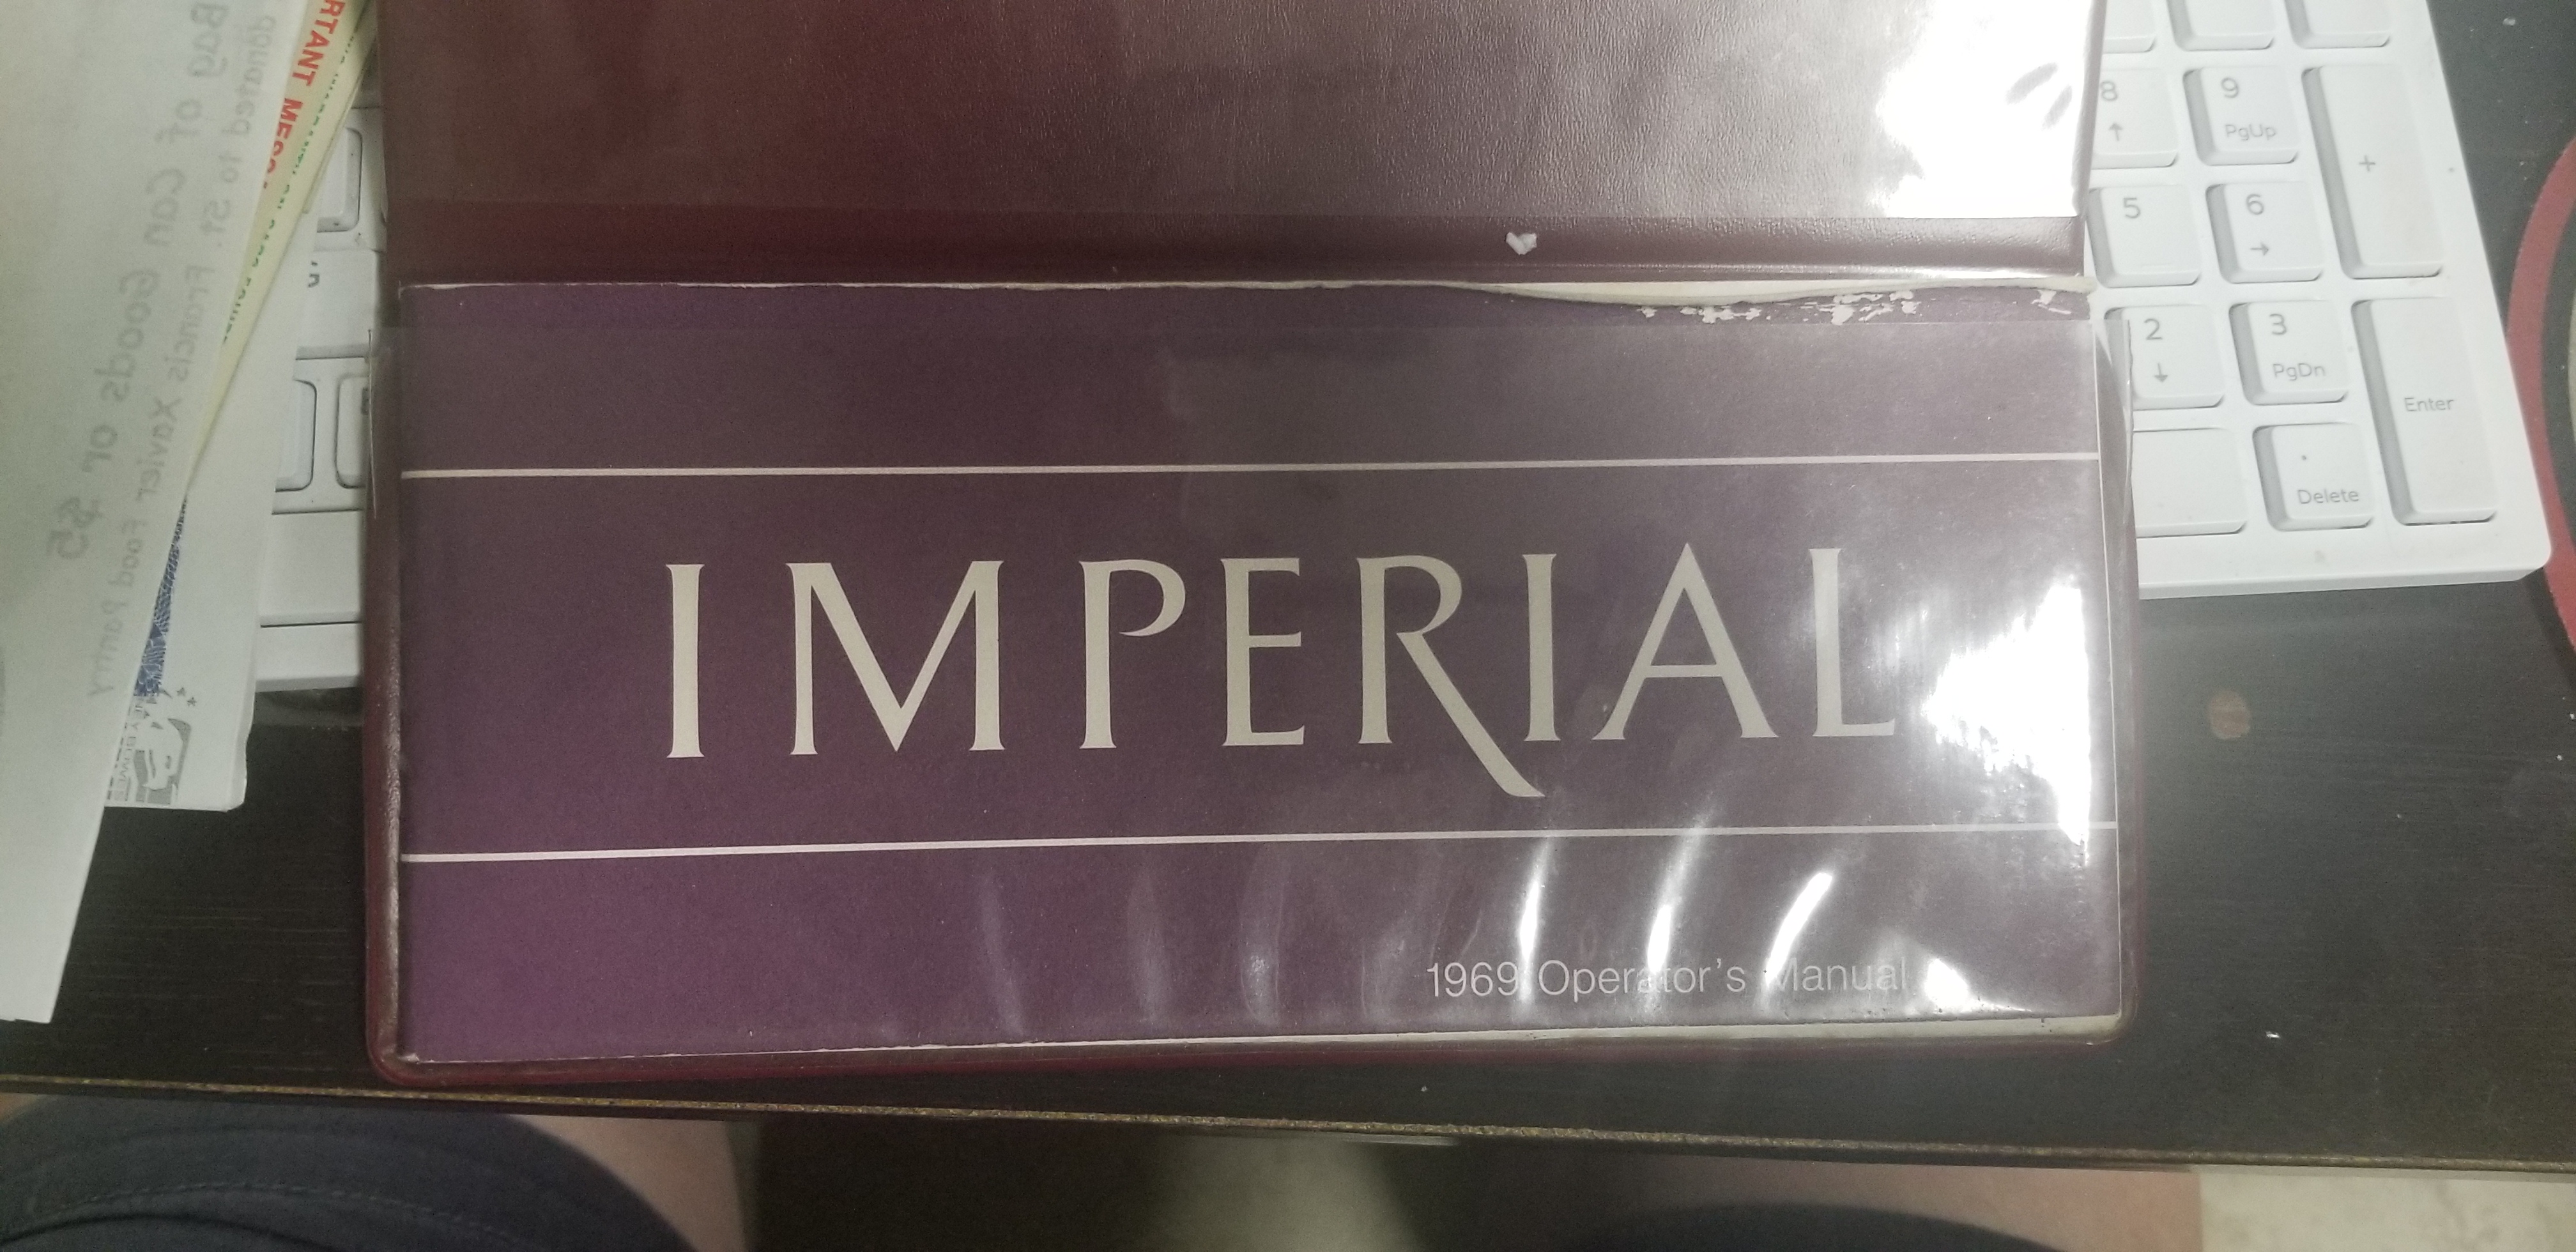 IMPERIAL
1969 Operator's Manual
RTANT MESS
donated to St. Francis Xavier Food Pantry
Bag of Can Goods or $5
8
9
PgUp
+
5
6
2
3
PgDn
Enter
.
Delete